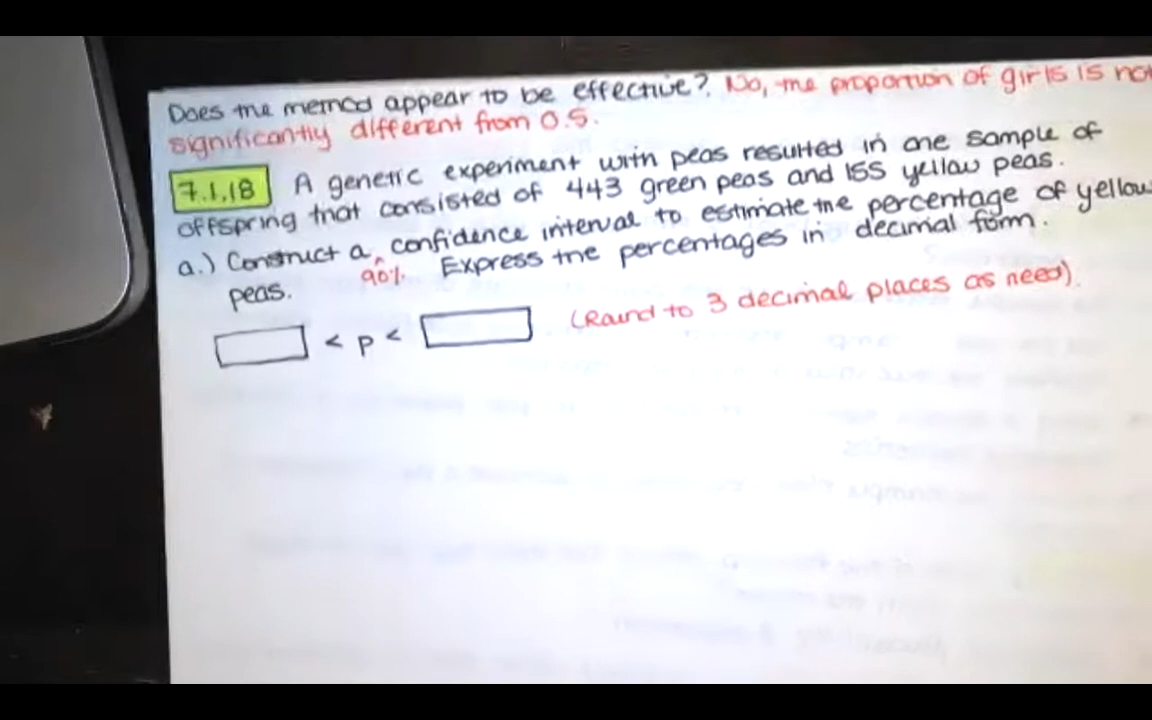 Does the method appear to be effective? No, the proportion of girls is not
significantly different from 0.5.
7.1.18 A genetic experiment with peas resulted in one sample of
offspring that consisted of 443 green peas and 155 yellow peas.
a.) Construct a ^ confidence interval to estimate the percentage of yellow
90% Express the percentages in decimal form.
peas.
< p < (Round to 3 decimal places as need).